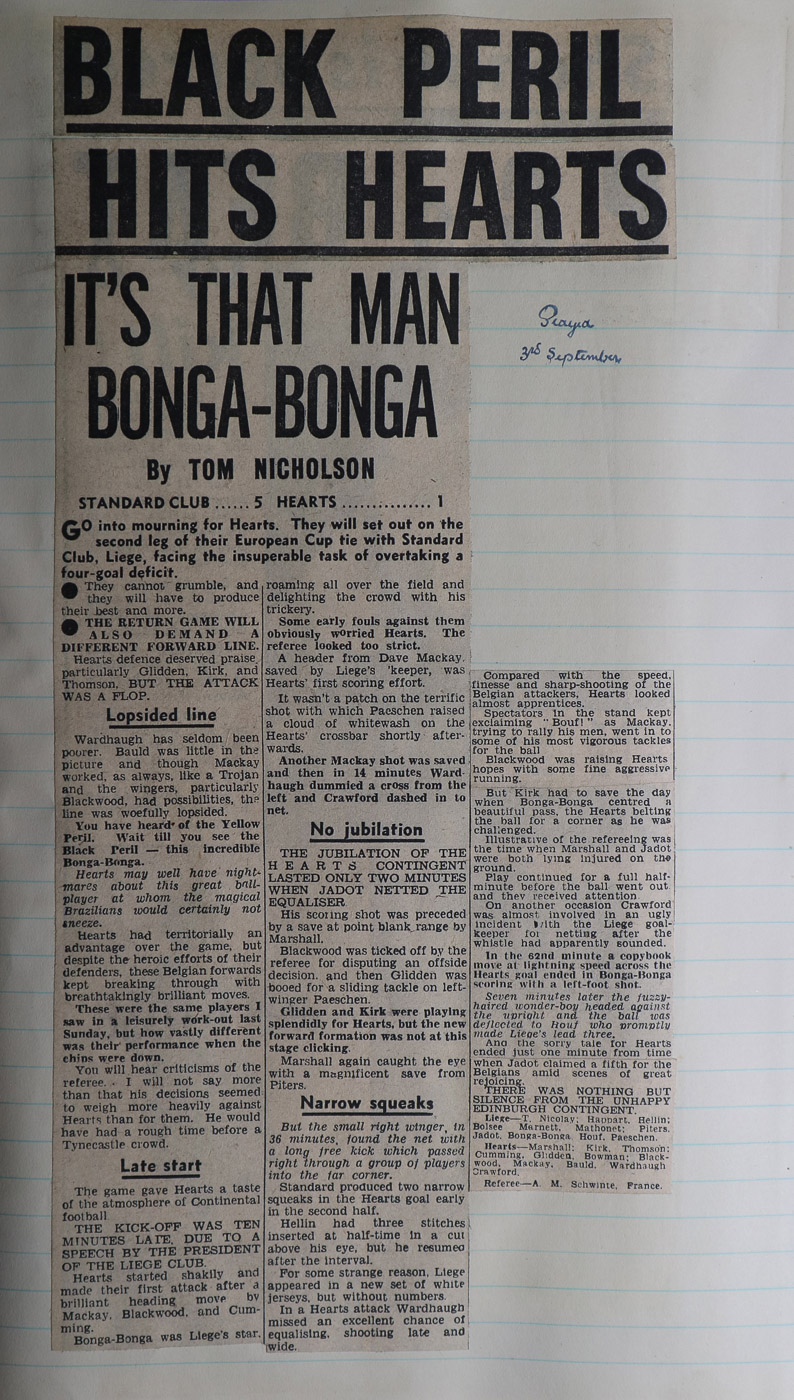 BLACK PERIL
HITS HEARTS
IT'S THAT MAN
BONGA-BONGA
By TOM NICHOLSON
STANDARD CLUB ...... 5 HEARTS ............... 1
GO into mourning for Hearts. They will set out on the
second leg of their European Cup tie with Standard
Club, Liege, facing the insuperable task of overtaking a
four-goal deficit.
● They cannot grumble, and
they will have to produce
their best and more.
● THE RETURN GAME WILL
ALSO DEMAND A
DIFFERENT FORWARD LINE.
Hearts defence deserved praise,
particularly Glidden, Kirk, and
Thomson, BUT THE ATTACK
WAS A FLOP.
Lopsided line
Wardhaugh has seldom been
poorer. Bauld was little in the
picture and though Mackay
worked, as always, like a Trojan
and the wingers, particularly
Blackwood, had possibilities, the
line was woefully lopsided.
You have heard of the Yellow
Peril. Wait till you see the
Black Peril — this incredible
Bonga-Bonga.
Hearts may well have night-
mares about this great ball-
player at whom the magical
Brazilians would certainly not
sneeze.
Hearts had territorially an
advantage over the game, but
despite the heroic efforts of their
defenders, these Belgian forwards
kept breaking through with
breathtakingly brilliant moves.
These were the same players I
saw in a leisurely work-out last
Sunday, but how vastly different
was their performance when the
chips were down.
You will hear criticisms of the
referee. I will not say more
than that his decisions seemed
to weigh more heavily against
Hearts than for them. He would
have had a rough time before a
Tynecastle crowd.
Late start
The game gave Hearts a taste
of the atmosphere of Continental
football.
THE KICK-OFF WAS TEN
MINUTES LATE, DUE TO A
SPEECH BY THE PRESIDENT
OF THE LIEGE CLUB.
Hearts started shakily and
made their first attack after a
brilliant heading move by
Mackay, Blackwood, and Cum-
ming.
Bonga-Bonga was Liege's star,
roaming all over the field and
delighting the crowd with his
trickery.
Some early fouls against them
obviously worried Hearts. The
referee looked too strict.
A header from Dave Mackay,
saved by Liege's 'keeper, was
Hearts' first scoring effort.
It wasn't a patch on the terrific
shot with which Paeschen raised
a cloud of whitewash on the
Hearts' crossbar shortly after-
wards.
Another Mackay shot was saved
and then in 14 minutes Ward-
haugh dummied a cross from the
left and Crawford dashed in to
net.
No jubilation
THE JUBILATION OF THE
HEARTS CONTINGENT
LASTED ONLY TWO MINUTES
WHEN JADOT NETTED THE
EQUALISER
His scoring shot was preceded
by a save at point blank range by
Marshall.
Blackwood was ticked off by the
referee for disputing an offside
decision, and then Glidden was
booed for a sliding tackle on left-
winger Paeschen.
Glidden and Kirk were playing
splendidly for Hearts, but the new
forward formation was not at this
stage clicking.
Marshall again caught the eye
with a magnificent save from
Piters.
Narrow squeaks
But the small right winger, in
36 minutes, found the net with
a long free kick which passed
right through a group of players
into the far corner.
Standard produced two narrow
squeaks in the Hearts goal early
in the second half.
Hellin had three stitches
inserted at half-time in a cut
above his eye, but he resumed
after the interval.
For some strange reason, Liege
appeared in a new set of white
jerseys, but without numbers.
In a Hearts attack Wardhaugh
missed an excellent chance of
equalising, shooting late and
wide.
3rd September
Compared with the speed,
finesse and sharp-shooting of the
Belgian attackers, Hearts looked
almost apprentices.
Spectators in the stand kept
exclaiming "Bouf!" as Mackay,
trying to rally his men, went in to
some of his most vigorous tackles
for the ball
Blackwood was raising Hearts
hopes with some fine aggressive
running.
But Kirk had to save the day
when Bonga-Bonga centred a
beautiful pass, the Hearts belting
the ball for a corner as he was
challenged.
Illustrative of the refereeing was
the time when Marshall and Jadot
were both lying injured on the
ground.
Play continued for a full half-
minute before the ball went out
and they received attention
On another occasion Crawford
was almost involved in an ugly
incident with the Liege goal-
keeper for netting after the
whistle had apparently sounded.
In the 62nd minute a copybook
move at lightning speed across the
Hearts goal ended in Bonga-Bonga
scoring with a left-foot shot.
Seven minutes later the fuzzy-
haired wonder-boy headed against
the upright and the ball was
deflected to Houf who promptly
made Liege's lead three.
And the sorry tale for Hearts
ended just one minute from time
when Jadot claimed a fifth for the
Belgians amid scenes of great
rejoicing.
THERE WAS NOTHING BUT
SILENCE FROM THE UNHAPPY
EDINBURGH CONTINGENT.
Liege—T. Nicolay; Happart, Hellin;
Bolsee Marnett, Mathonet; Piters,
Jadot, Bonga-Bonga, Houf, Paeschen.
Hearts—Marshall; Kirk, Thomson;
Cumming, Glidden, Bowman; Black-
wood, Mackay, Bauld, Wardhaugh
Crawford.
Referee—A. M. Schwinte, France.